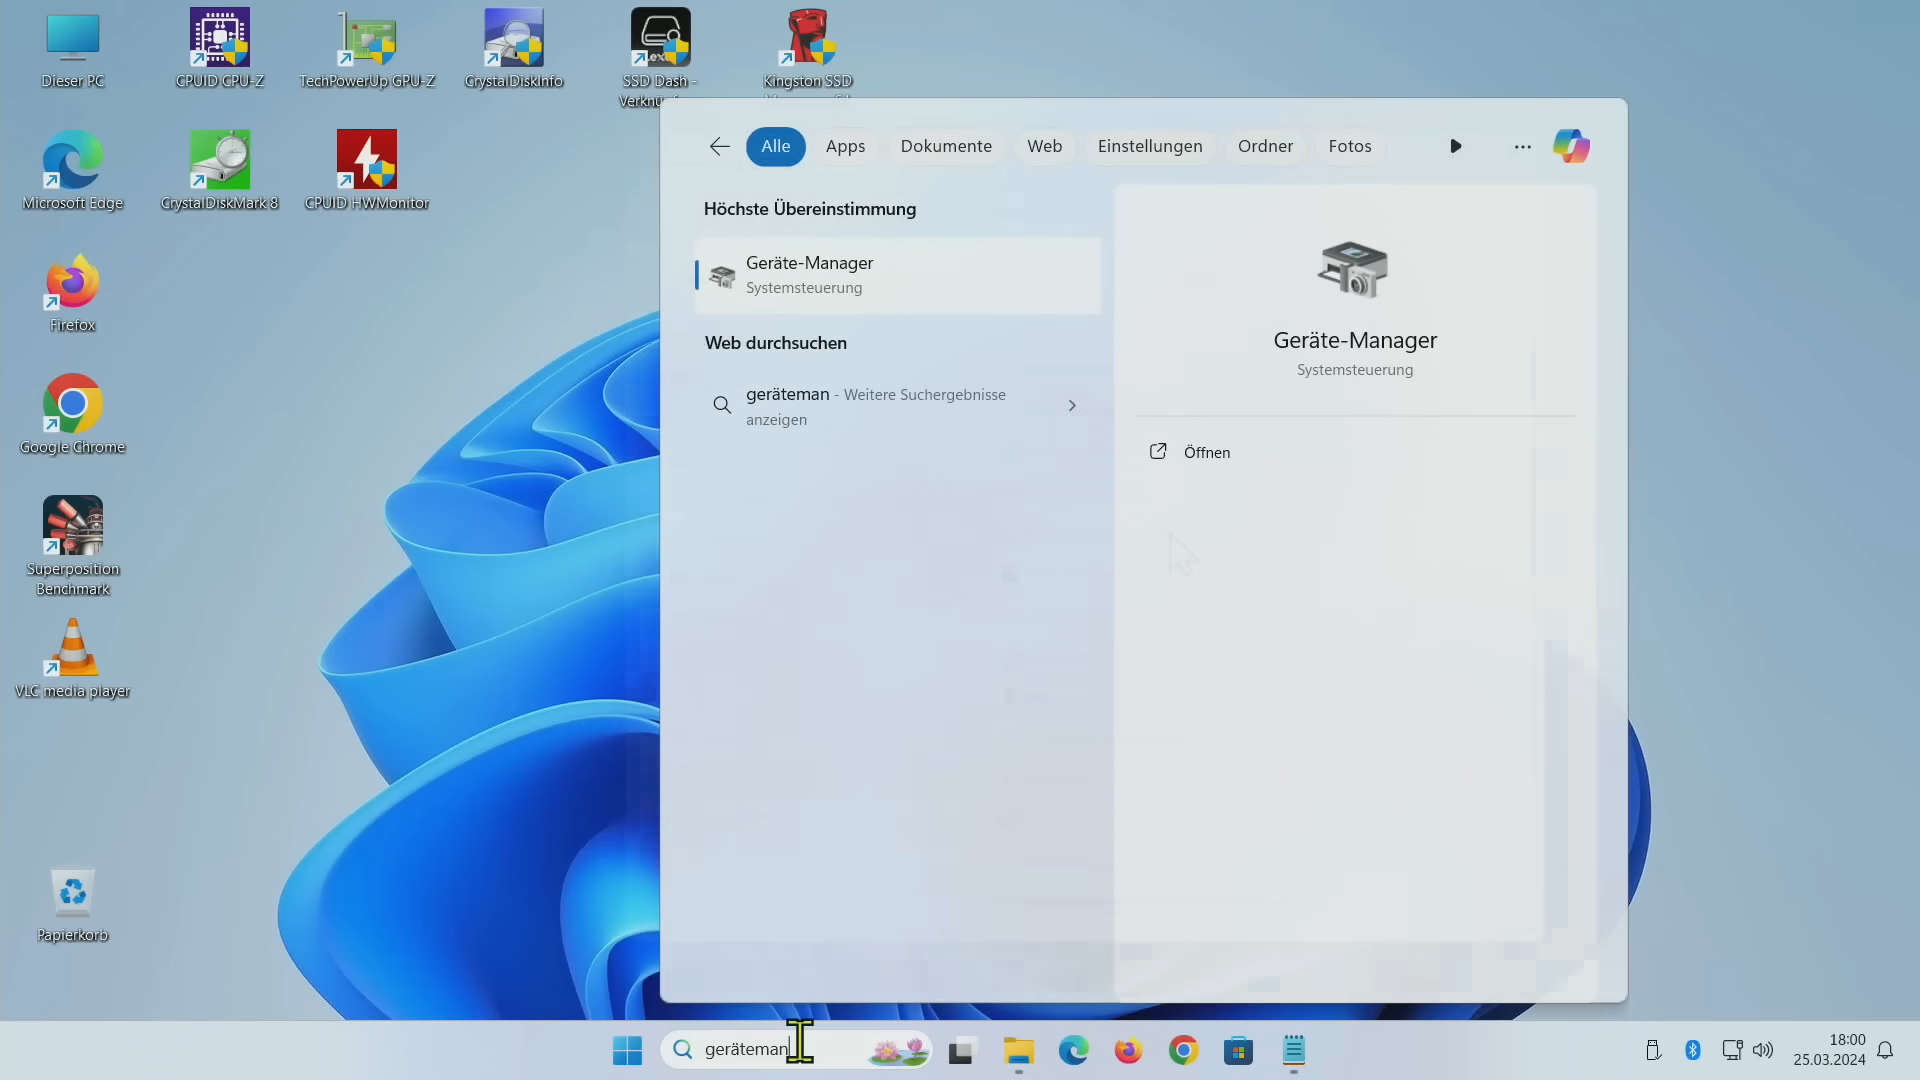 Dieser PC
CPUID CPU-Z
TechPowerUp GPU-Z
CrystalDiskInfo
SSD Dash -
Kingston SSD
Microsoft Edge
CrystalDiskMark 8
CPUID HWMonitor
Firefox
Google Chrome
Superposition
Benchmark
VLC media player
Papierkorb
Alle
Apps
Dokumente
Web
Einstellungen
Ordner
Fotos
Höchste Übereinstimmung
Geräte-Manager
Systemsteuerung
Web durchsuchen
geräteman - Weitere Suchergebnisse
anzeigen
Geräte-Manager
Systemsteuerung
Öffnen
geräteman
18:00
25.03.2024